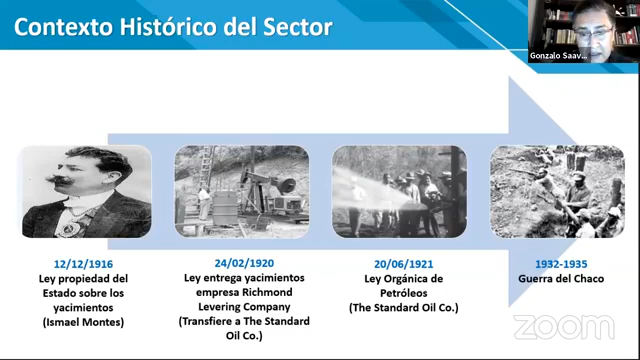 Contexto Histórico del Sector
Gonzalo Saav...
12/12/1916
Ley propiedad del
Estado sobre los
yacimientos
(Ismael Montes)
24/02/1920
Ley entrega yacimientos
empresa Richmond
Levering Company
(Transfiere a The Standard
Oil Co.)
20/06/1921
Ley Orgánica de
Petróleos
(The Standard Oil Co.)
1932-1935
Guerra del Chaco
zoom